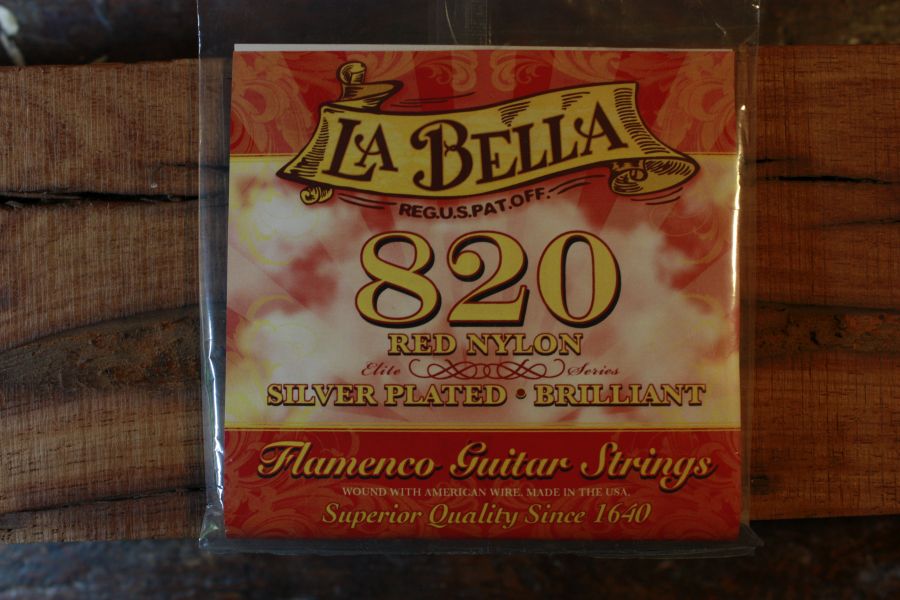 LA BELLA
REG.U.S.PAT.OFF.
820
RED NYLON
Elite Series
SILVER PLATED • BRILLIANT
Flamenco Guitar Strings
WOUND WITH AMERICAN WIRE. MADE IN THE USA.
Superior Quality Since 1640